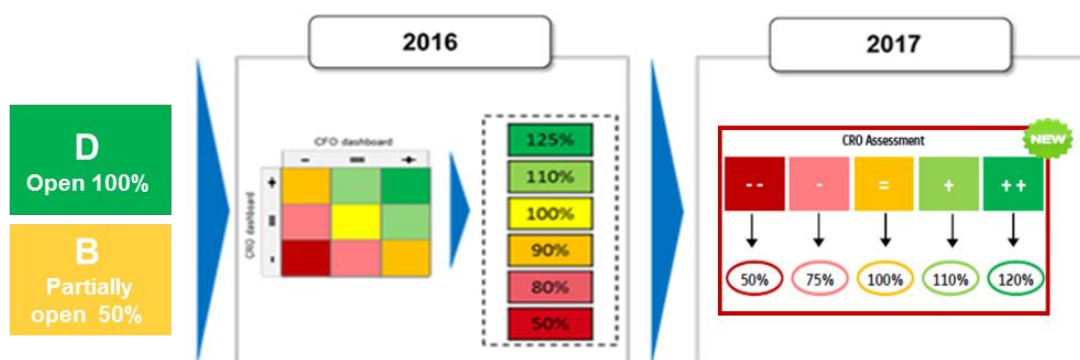 D
Open 100%
B
Partially
open 50%
2016
CFO dashboard
- = +
CRO dashboard
+
=
-
125%
110%
100%
90%
80%
50%
2017
NEW
CRO Assessment
-- - = + ++
50% 75% 100% 110% 120%